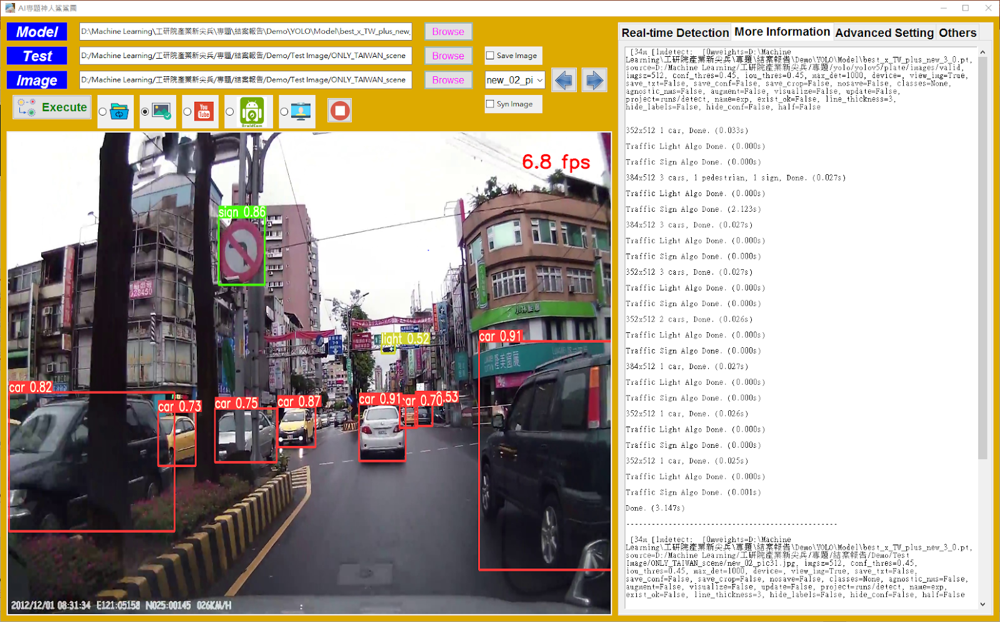 AI專題神人鯊鯊團
Model
D:\Machine Learning\工研院產業新尖兵\專題\結案報告\Demo\YOLO\Model\best_x_TW_plus_new_
Browse
Test
D:/Machine Learning/工研院產業新尖兵/專題/結案報告/Demo/Test Image/ONLY_TAIWAN_scene
Browse
Save Image
Image
D:/Machine Learning/工研院產業新尖兵/專題/結案報告/Demo/Test Image/ONLY_TAIWAN_scene
Browse
new_02_pi
Execute
You
Tube
DroidCam
Syn Image
6.8 fps
sign 0.86
928450
小林眼鏡
light 0.52
car 0.91
car 0.82
car 0.73
car 0.75
car 0.87
car 0.91
car 0.70
0.53
2012/12/01 08:31:34 E121:05158 N025:00145 026KM/H
Real-time Detection
More Information
Advanced Setting
Others
[34m [1mdetect: [0mweights=D:\Machine
Learning\工研院產業新尖兵\專題\結案報告\Demo\YOLO\Model\best_x_TW_plus_new_3_0.pt,
source=D:/Machine Learning/工研院產業新尖兵/專題/yolo/yolov5/plate/images/valid,
imgsz=512, conf_thres=0.45, iou_thres=0.45, max_det=1000, device=, view_img=True,
save_txt=False, save_conf=False, save_crop=False, nosave=False, classes=None,
agnostic_nms=False, augment=False, visualize=False, update=False,
project=runs/detect, name=exp, exist_ok=False, line_thickness=3,
hide_labels=False, hide_conf=False, half=False
352x512 1 car, Done. (0.033s)
Traffic Light Algo Done. (0.000s)
Traffic Sign Algo Done. (0.000s)
384x512 3 cars, 1 pedestrian, 1 sign, Done. (0.027s)
Traffic Light Algo Done. (0.000s)
Traffic Sign Algo Done. (2.123s)
384x512 3 cars, Done. (0.027s)
Traffic Light Algo Done. (0.000s)
Traffic Sign Algo Done. (0.000s)
352x512 3 cars, Done. (0.027s)
Traffic Light Algo Done. (0.000s)
Traffic Sign Algo Done. (0.000s)
352x512 2 cars, Done. (0.026s)
Traffic Light Algo Done. (0.000s)
Traffic Sign Algo Done. (0.000s)
384x512 1 car, Done. (0.027s)
Traffic Light Algo Done. (0.000s)
Traffic Sign Algo Done. (0.000s)
352x512 1 car, Done. (0.026s)
Traffic Light Algo Done. (0.000s)
Traffic Sign Algo Done. (0.000s)
352x512 1 car, Done. (0.025s)
Traffic Light Algo Done. (0.000s)
Traffic Sign Algo Done. (0.001s)
Done. (3.147s)
--------------------------------------------------
[34m [1mdetect: [0mweights=D:\Machine
Learning\工研院產業新尖兵\專題\結案報告\Demo\YOLO\Model\best_x_TW_plus_new_3_0.pt,
source=D:/Machine Learning/工研院產業新尖兵/專題/結案報告/Demo/Test
Image/ONLY_TAIWAN_scene/new_02_pic31.jpg, imgsz=512, conf_thres=0.45,
iou_thres=0.45, max_det=1000, device=, view_img=True, save_txt=False,
save_conf=False, save_crop=False, nosave=False, classes=None, agnostic_nms=False,
augment=False, visualize=False, update=False, project=runs/detect, name=exp,
exist_ok=False, line_thickness=3, hide_labels=False, hide_conf=False, half=False